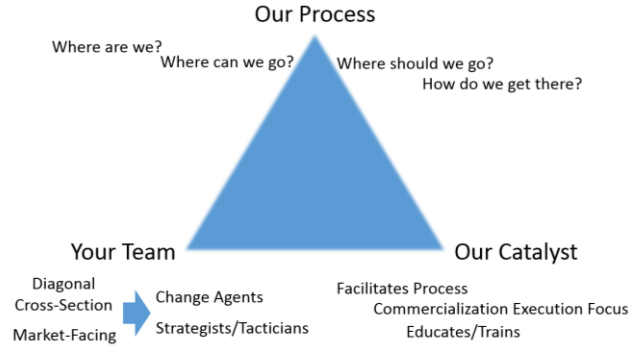 Our Process
Where are we?
Where can we go?
Where should we go?
How do we get there?
Your Team
Our Catalyst
Diagonal
Cross-Section
Market-Facing
Change Agents
Strategists/Tacticians
Facilitates Process
Commercialization Execution Focus
Educates/Trains